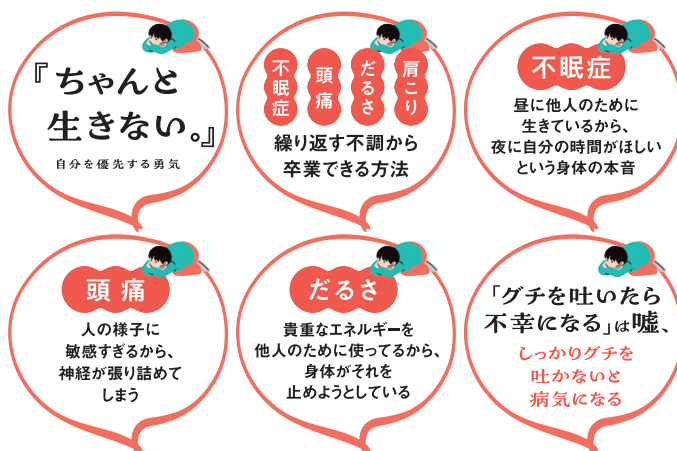 『ちゃんと
生きない。』
自分を優先する勇気
不眠症
頭痛
だるさ
肩こり
繰り返す不調から
卒業できる方法
不眠症
昼に他人のために
生きているから、
夜に自分の時間がほしい
という身体の本音
頭痛
人の様子に
敏感すぎるから、
神経が張り詰めて
しまう
だるさ
貴重なエネルギーを
他人のために使ってるから、
身体がそれを
止めようとしている
「グチを吐いたら
不幸になる」は嘘、
しっかりグチを
吐かないと
病気になる